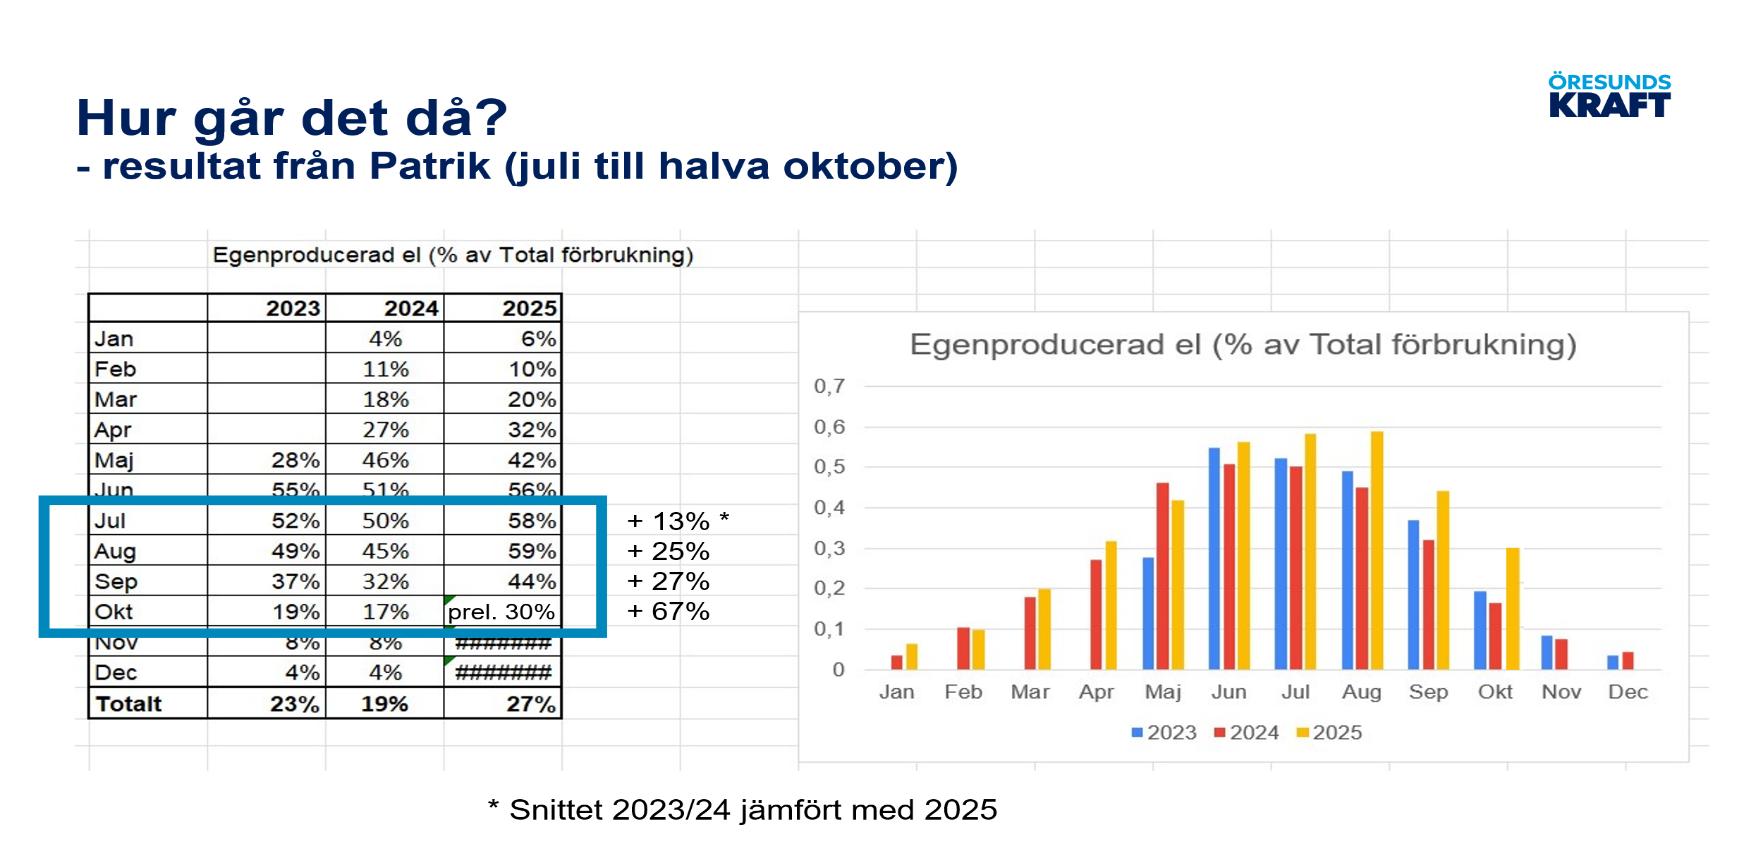 ÖRESUNDS
KRAFT
Hur går det då?
- resultat från Patrik (juli till halva oktober)
Egenproducerad el (% av Total förbrukning)
2023 2024 2025
Jan 4% 6%
Feb 11% 10%
Mar 18% 20%
Apr 27% 32%
Maj 28% 46% 42%
Jun 55% 51% 56%
Jul 52% 50% 58% + 13% *
Aug 49% 45% 59% + 25%
Sep 37% 32% 44% + 27%
Okt 19% 17% prel. 30% + 67%
Nov 8% 8% #######
Dec 4% 4% #######
Totalt 23% 19% 27%
Egenproducerad el (% av Total förbrukning)
0,7
0,6
0,5
0,4
0,3
0,2
0,1
0
Jan Feb Mar Apr Maj Jun Jul Aug Sep Okt Nov Dec
2023 2024 2025
* Snittet 2023/24 jämfört med 2025